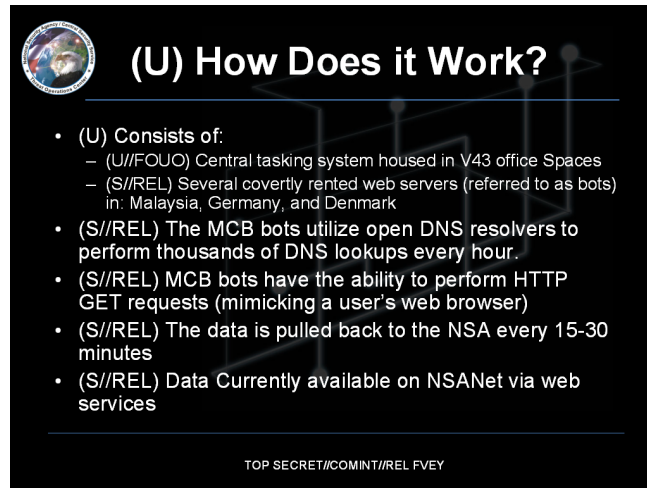 (U) How Does it Work?
• (U) Consists of:
– (U//FOUO) Central tasking system housed in V43 office Spaces
– (S//REL) Several covertly rented web servers (referred to as bots)
in: Malaysia, Germany, and Denmark
• (S//REL) The MCB bots utilize open DNS resolvers to
perform thousands of DNS lookups every hour.
• (S//REL) MCB bots have the ability to perform HTTP
GET requests (mimicking a user's web browser)
• (S//REL) The data is pulled back to the NSA every 15-30
minutes
• (S//REL) Data Currently available on NSANet via web
services
TOP SECRET//COMINT//REL FVEY